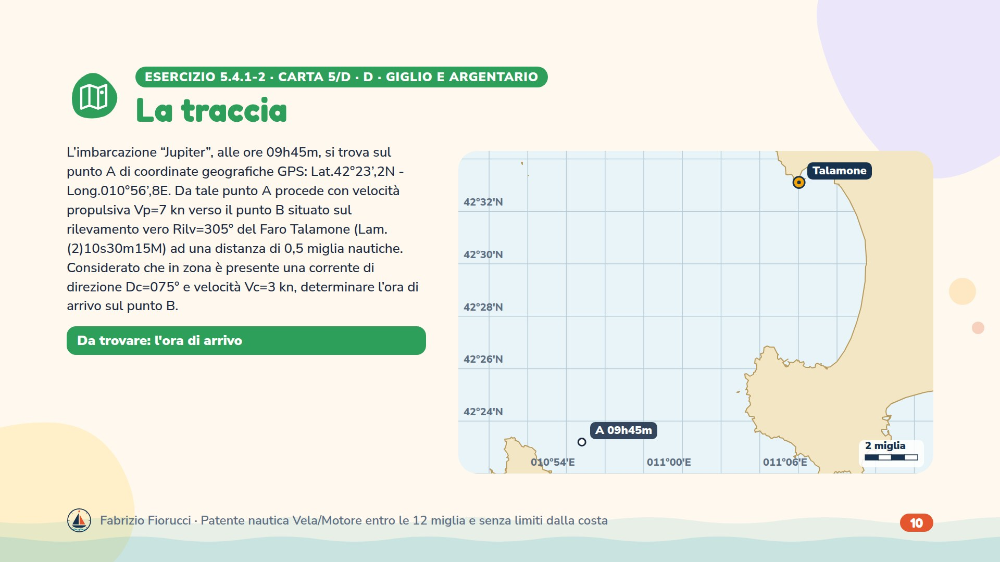 ESERCIZIO 5.4.1-2 · CARTA 5/D · D · GIGLIO E ARGENTARIO
La traccia
L’imbarcazione “Jupiter”, alle ore 09h45m, si trova sul
punto A di coordinate geografiche GPS: Lat.42°23’,2N -
Long.010°56’,8E. Da tale punto A procede con velocità
propulsiva Vp=7 kn verso il punto B situato sul
rilevamento vero Rilv=305° del Faro Talamone (Lam.
(2)10s30m15M) ad una distanza di 0,5 miglia nautiche.
Considerato che in zona è presente una corrente di
direzione Dc=075° e velocità Vc=3 kn, determinare l’ora di
arrivo sul punto B.
Da trovare: l'ora di arrivo
Talamone
42°32'N
42°30'N
42°28'N
42°26'N
42°24'N
A 09h45m
2 miglia
010°54'E
011°00'E
011°06'E
Fabrizio Fiorucci · Patente nautica Vela/Motore entro le 12 miglia e senza limiti dalla costa
10